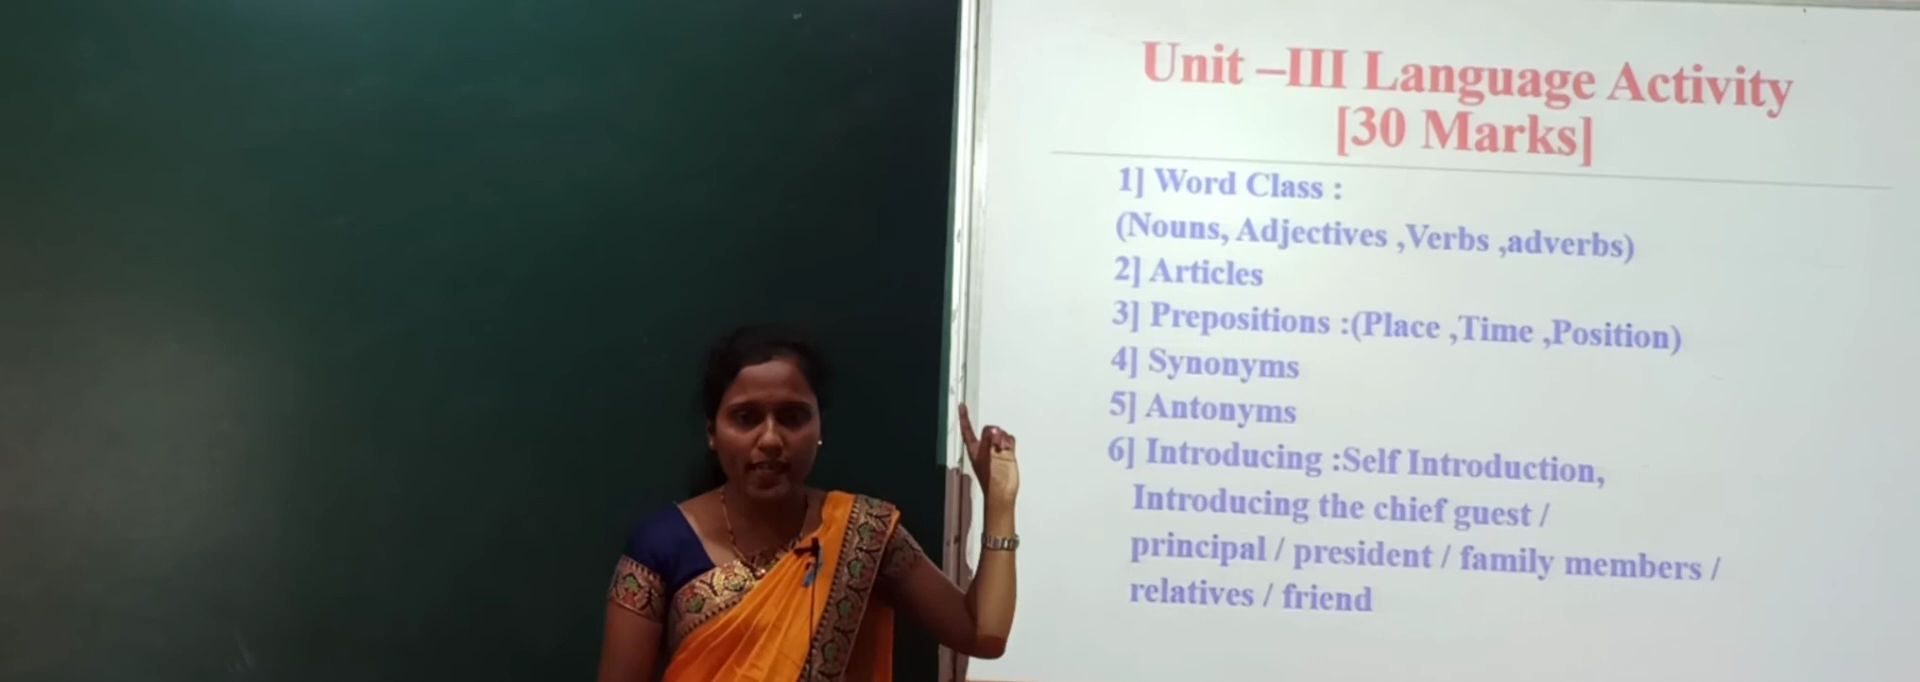 Unit –III Language Activity
[30 Marks]
1] Word Class :
(Nouns, Adjectives ,Verbs ,adverbs)
2] Articles
3] Prepositions :(Place ,Time ,Position)
4] Synonyms
5] Antonyms
6] Introducing :Self Introduction,
Introducing the chief guest /
principal / president / family members /
relatives / friend